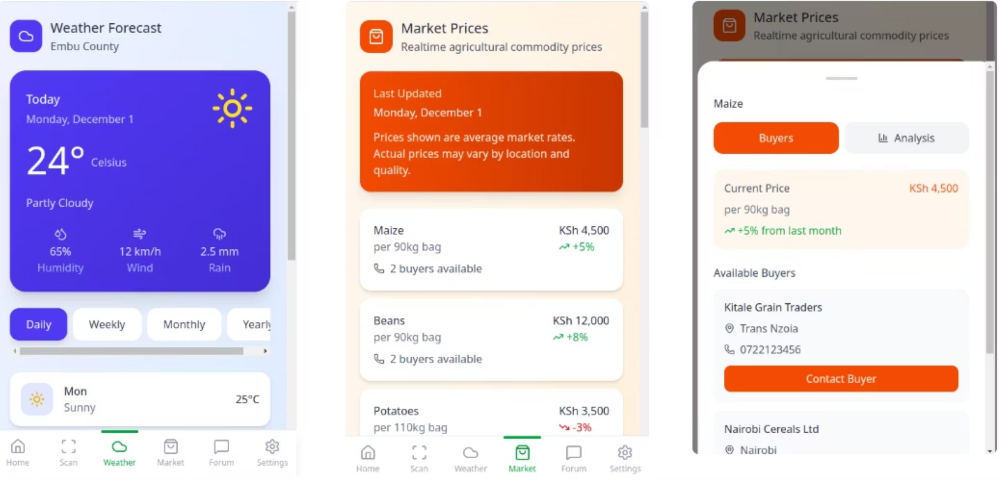 Weather Forecast
Embu County
Today
Monday, December 1
24° Celsius
Partly Cloudy
65%
Humidity
12 km/h
Wind
2.5 mm
Rain
Daily
Weekly
Monthly
Yearly
Mon
Sunny
25°C
Home
Scan
Weather
Market
Forum
Settings
Market Prices
Realtime agricultural commodity prices
Last Updated
Monday, December 1
Prices shown are average market rates.
Actual prices may vary by location and
quality.
Maize
KSh 4,500
per 90kg bag
+5%
2 buyers available
Beans
KSh 12,000
per 90kg bag
+8%
2 buyers available
Potatoes
KSh 3,500
per 110kg bag
-3%
Home
Scan
Weather
Market
Forum
Settings
Market Prices
Realtime agricultural commodity prices
Maize
Buyers
Analysis
Current Price
KSh 4,500
per 90kg bag
+5% from last month
Available Buyers
Kitale Grain Traders
Trans Nzoia
0722123456
Contact Buyer
Nairobi Cereals Ltd
Nairobi